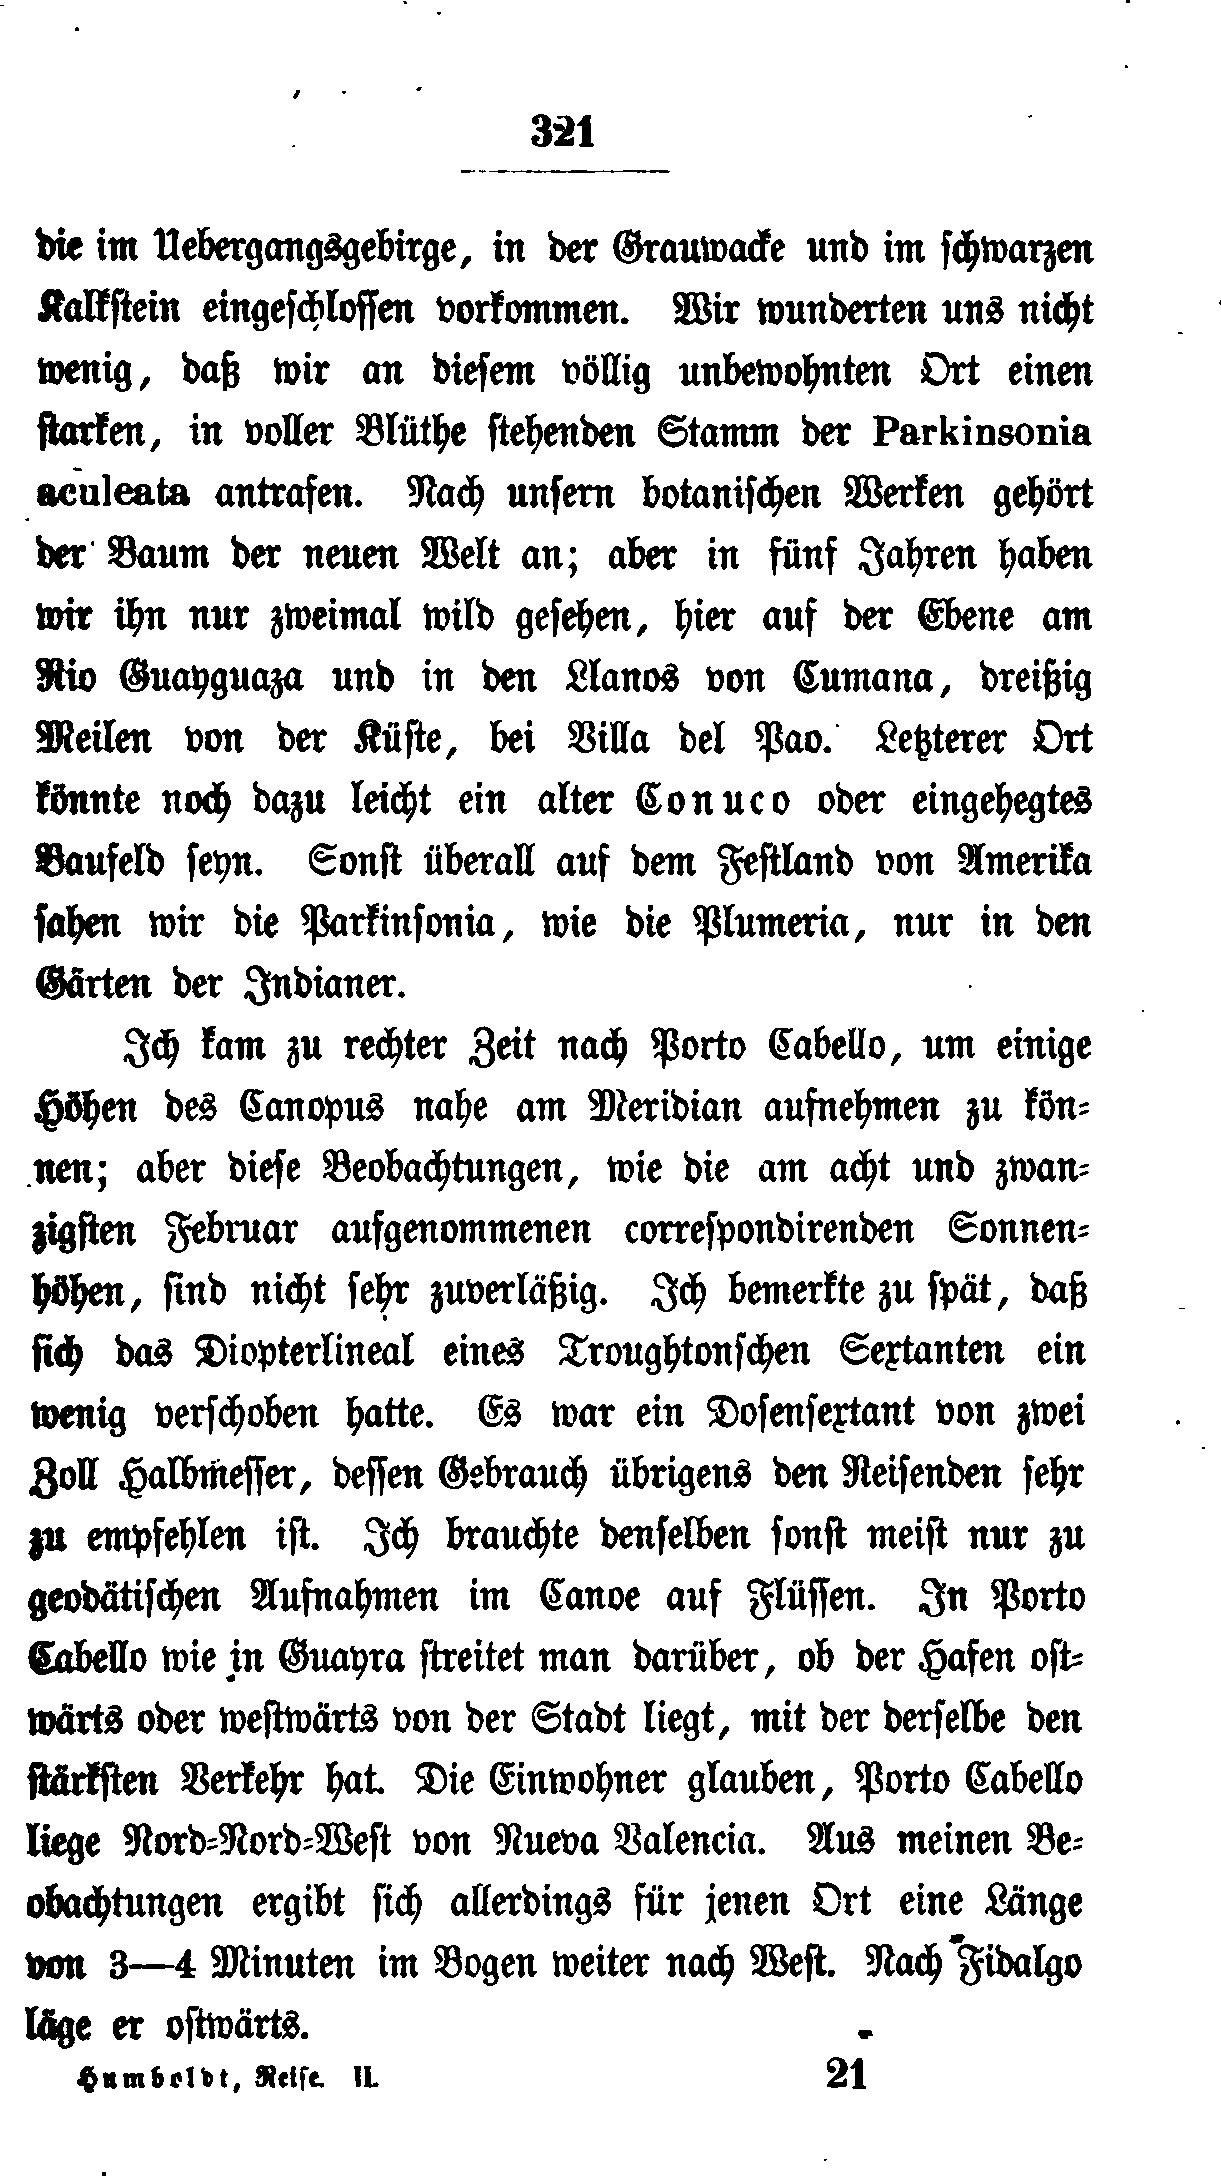 321
die im Uebergangsgebirge, in der Grauwacke und im schwarzen
Kalkstein eingeschlossen vorkommen. Wir wunderten uns nicht
wenig, daß wir an diesem völlig unbewohnten Ort einen
starken, in voller Blüthe stehenden Stamm der Parkinsonia
aculeata antrafen. Nach unsern botanischen Werken gehört
der Baum der neuen Welt an; aber in fünf Jahren haben
wir ihn nur zweimal wild gesehen, hier auf der Ebene am
Rio Guayguaza und in den Llanos von Cumana, dreißig
Meilen von der Küste, bei Villa del Pao. Letzterer Ort
könnte noch dazu leicht ein alter Conuco oder eingehegtes
Baufeld seyn. Sonst überall auf dem Festland von Amerika
sahen wir die Parkinsonia, wie die Plumeria, nur in den
Gärten der Indianer.
Ich kam zu rechter Zeit nach Porto Cabello, um einige
Höhen des Canopus nahe am Meridian aufnehmen zu kön-
nen; aber diese Beobachtungen, wie die am acht und zwan-
zigsten Februar aufgenommenen correspondirenden Sonnen-
höhen, sind nicht sehr zuverläßig. Ich bemerkte zu spät, daß
sich das Diopterlineal eines Troughtonschen Sextanten ein
wenig verschoben hatte. Es war ein Dosensextant von zwei
Zoll Halbmesser, dessen Gebrauch übrigens den Reisenden sehr
zu empfehlen ist. Ich brauchte denselben sonst meist nur zu
geodätischen Aufnahmen im Canoe auf Flüssen. In Porto
Cabello wie in Guayra streitet man darüber, ob der Hafen ost-
wärts oder westwärts von der Stadt liegt, mit der derselbe den
stärksten Verkehr hat. Die Einwohner glauben, Porto Cabello
liege Nord-Nord-West von Nueva Valencia. Aus meinen Be-
obachtungen ergibt sich allerdings für jenen Ort eine Länge
von 3—4 Minuten im Bogen weiter nach West. Nach Fidalgo
läge er ostwärts.
Humboldt, Reise. II. 21